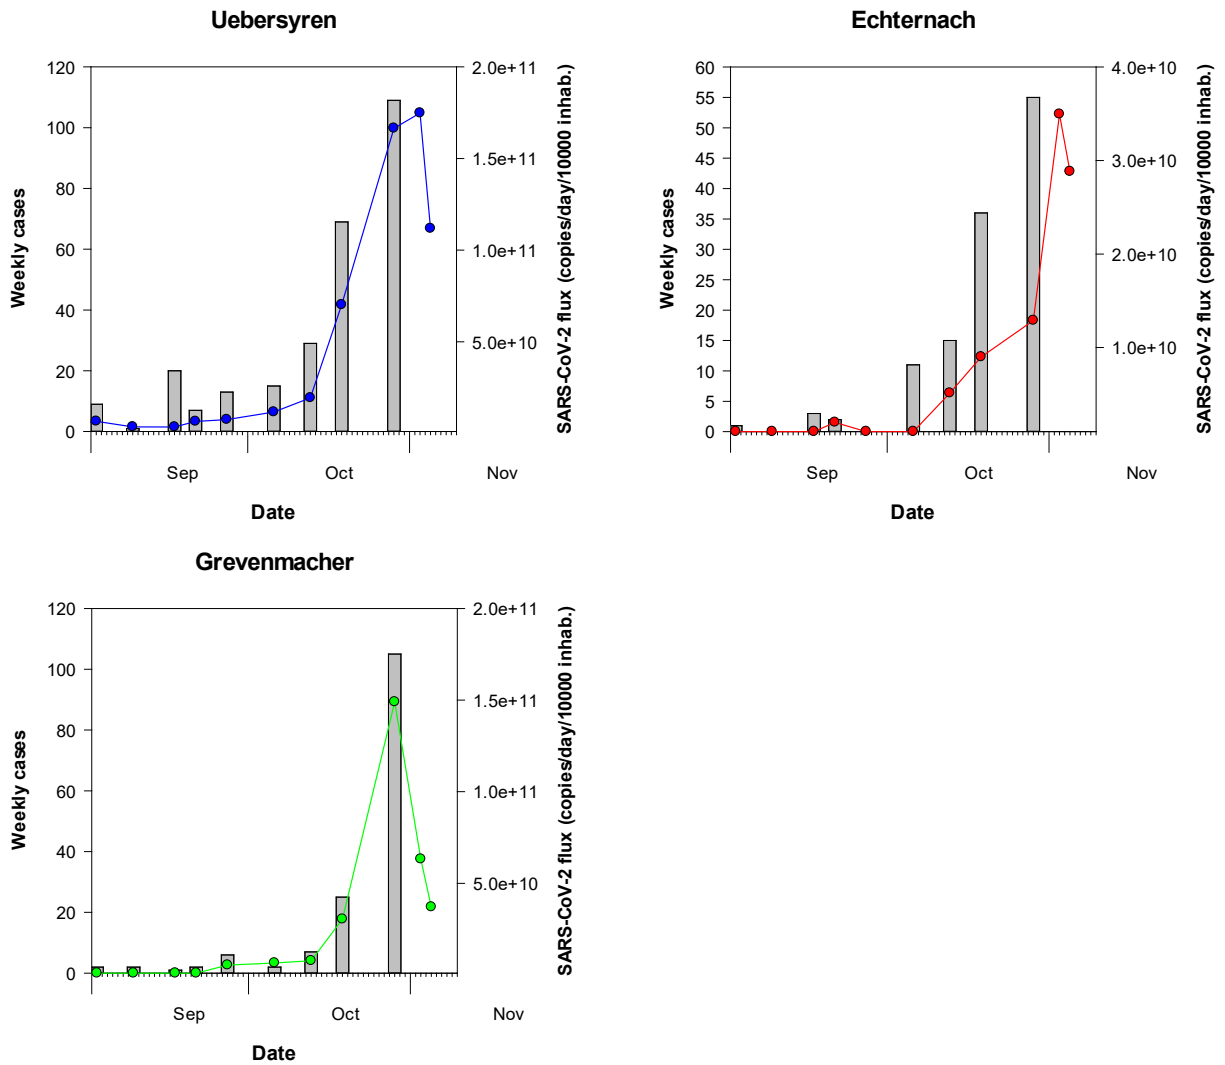 Uebersyren
120
100
80
60
40
20
0
Weekly cases
2.0e+11
1.5e+11
1.0e+11
5.0e+10
SARS-CoV-2 flux (copies/day/10000 inhab.)
Sep Oct Nov
Date
Echternach
60
55
50
45
40
35
30
25
20
15
10
5
0
Weekly cases
4.0e+10
3.0e+10
2.0e+10
1.0e+10
SARS-CoV-2 flux (copies/day/10000 inhab.)
Sep Oct Nov
Date
Grevenmacher
120
100
80
60
40
20
0
Weekly cases
2.0e+11
1.5e+11
1.0e+11
5.0e+10
SARS-CoV-2 flux (copies/day/10000 inhab.)
Sep Oct Nov
Date